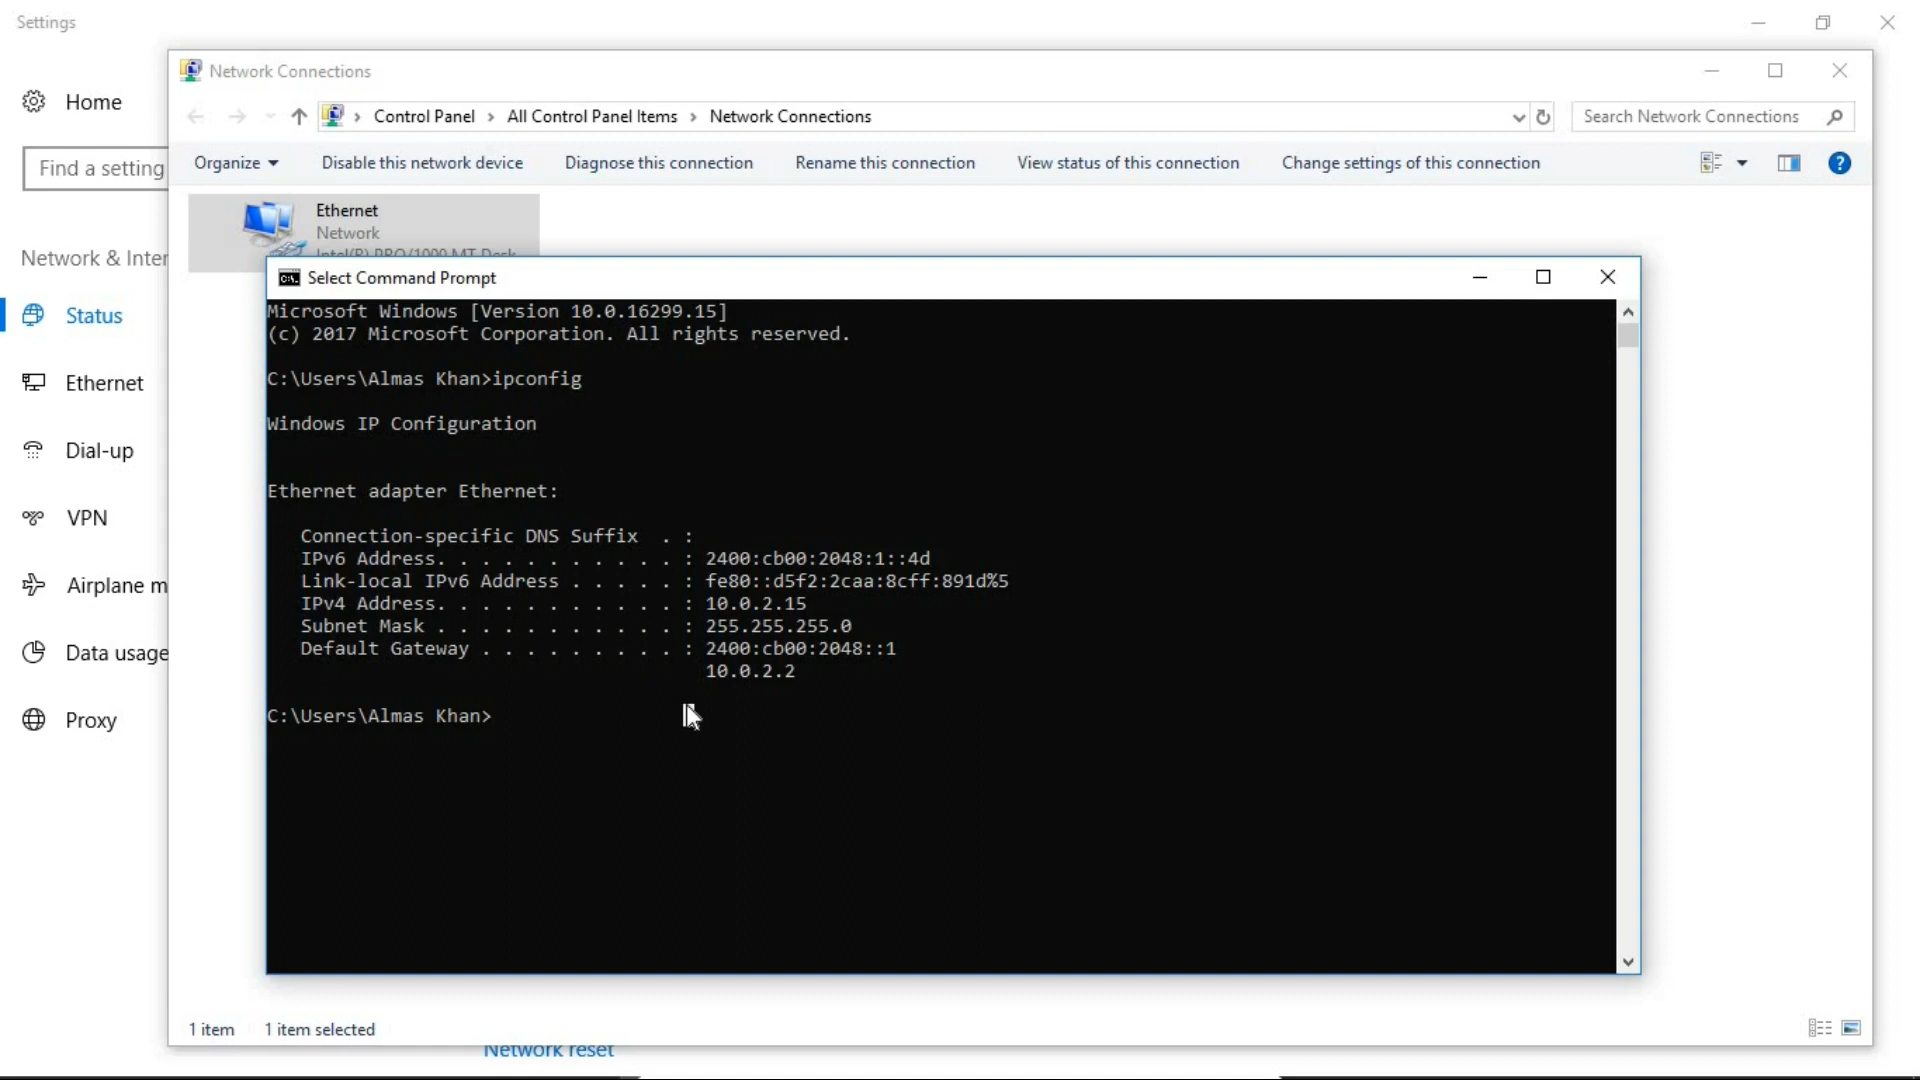 Settings
Network Connections
Home
Control Panel > All Control Panel Items > Network Connections
Search Network Connections
Find a setting
Organize
Disable this network device
Diagnose this connection
Rename this connection
View status of this connection
Change settings of this connection
Ethernet
Network
Intel(R) PRO/1000 MT Desk
Network & Inter
Status
Ethernet
Dial-up
VPN
Airplane m
Data usage
Proxy
Select Command Prompt
Microsoft Windows [Version 10.0.16299.15]
(c) 2017 Microsoft Corporation. All rights reserved.
C:\Users\Almas Khan>ipconfig
Windows IP Configuration
Ethernet adapter Ethernet:
Connection-specific DNS Suffix  . :
IPv6 Address. . . . . . . . . . . : 2400:cb00:2048:1::4d
Link-local IPv6 Address . . . . . : fe80::d5f2:2caa:8cff:891d%5
IPv4 Address. . . . . . . . . . . : 10.0.2.15
Subnet Mask . . . . . . . . . . . : 255.255.255.0
Default Gateway . . . . . . . . . : 2400:cb00:2048::1
10.0.2.2
C:\Users\Almas Khan>
1 item
1 item selected
Network reset